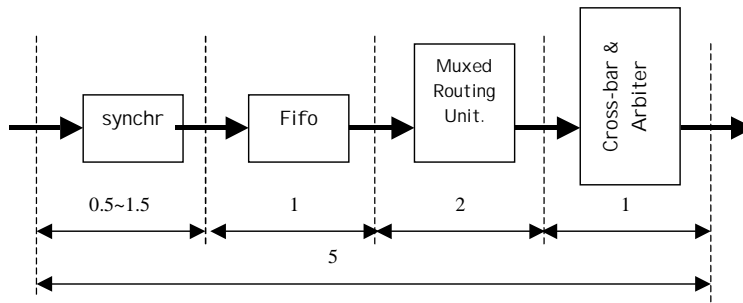 synchr
Fifo
Muxed
Routing
Unit.
Cross-bar &
Arbiter
0.5~1.5
1
2
1
5